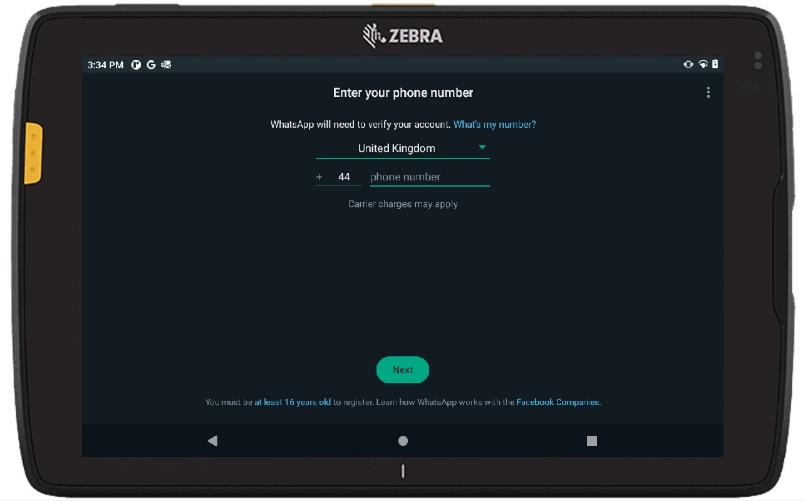 ZEBRA
3:34 PM
Enter your phone number
WhatsApp will need to verify your account. What's my number?
United Kingdom
+ 44 phone number
Carrier charges may apply
Next
You must be at least 16 years old to register. Learn how WhatsApp works with the Facebook Companies.